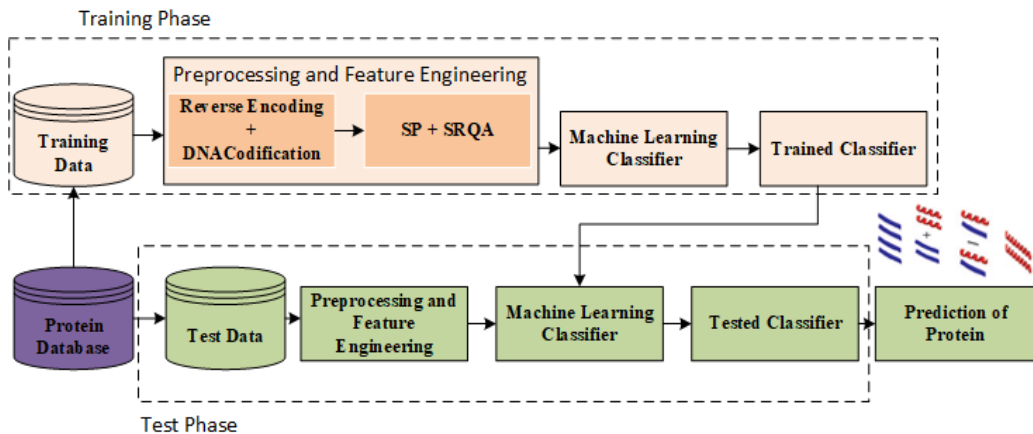 Training Phase
Preprocessing and Feature Engineering
Reverse Encoding
+
DNACodification
SP + SRQA
Training
Data
Machine Learning
Classifier
Trained Classifier
Protein
Database
Test Data
Preprocessing and
Feature
Engineering
Machine Learning
Classifier
Tested Classifier
+
−
Prediction of
Protein
Test Phase